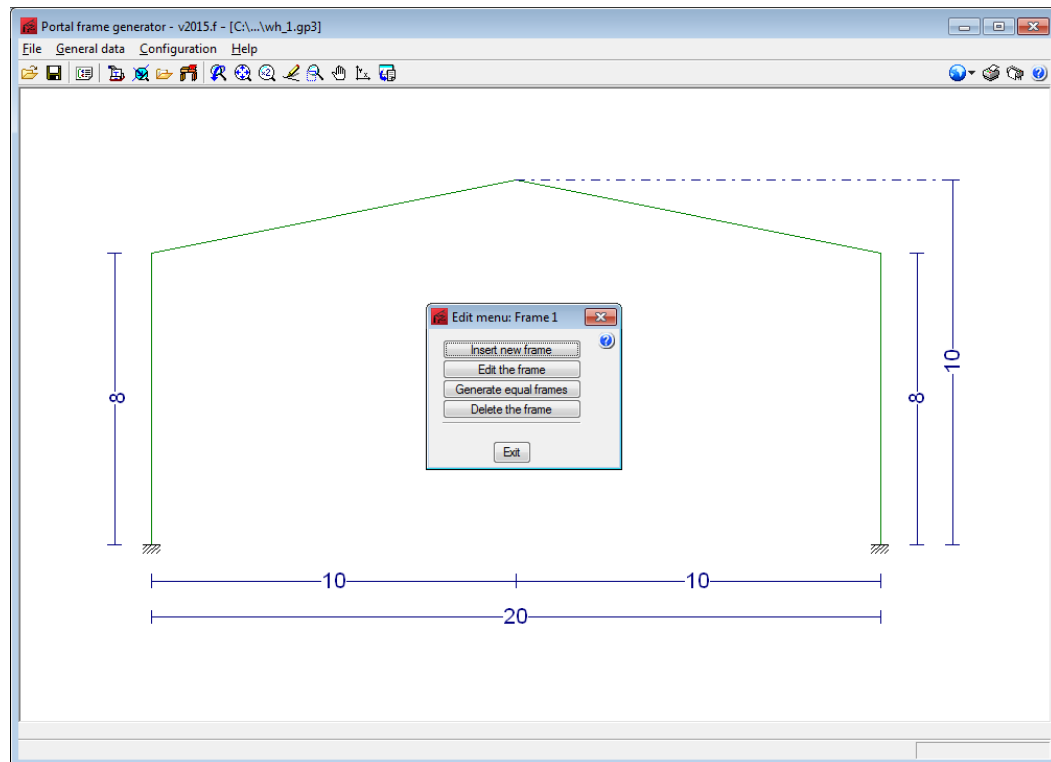 Portal frame generator - v2015.f - [C:\...\wh_1.gp3]
File General data Configuration Help
10
8
8
Edit menu: Frame 1
Insert new frame
Edit the frame
Generate equal frames
Delete the frame
Exit
10
10
20